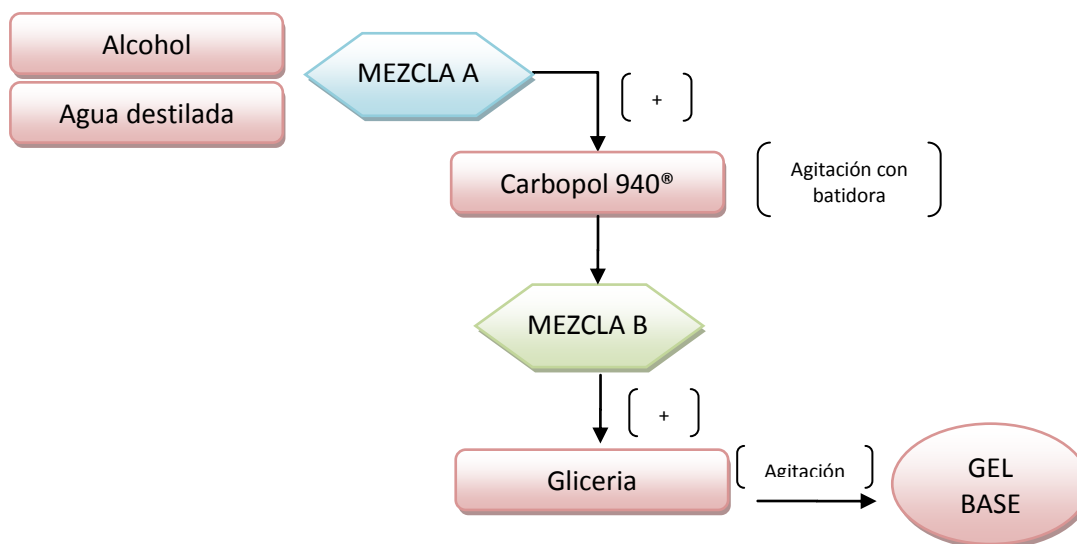 Alcohol
Agua destilada
MEZCLA A
+
Carbopol 940®
Agitación con
batidora
MEZCLA B
+
Gliceria
Agitación
GEL
BASE